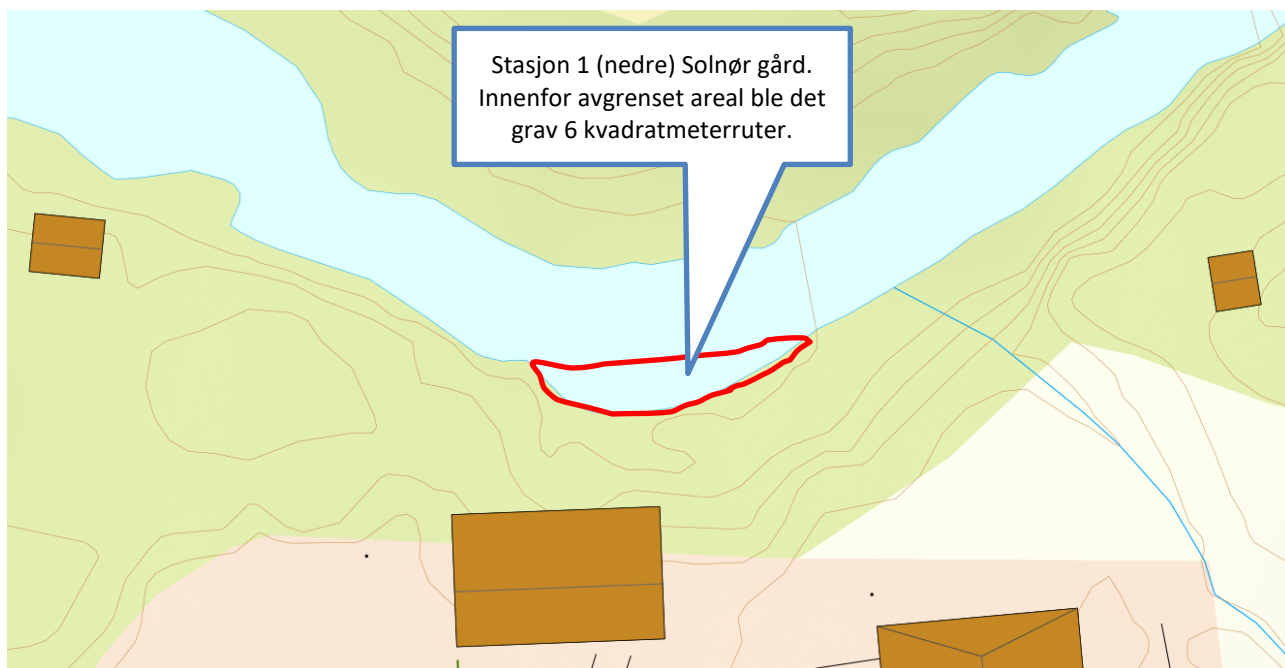 Stasjon 1 (nedre) Solnør gård.
Innenfor avgrenset areal ble det
grav 6 kvadratmeterruter.